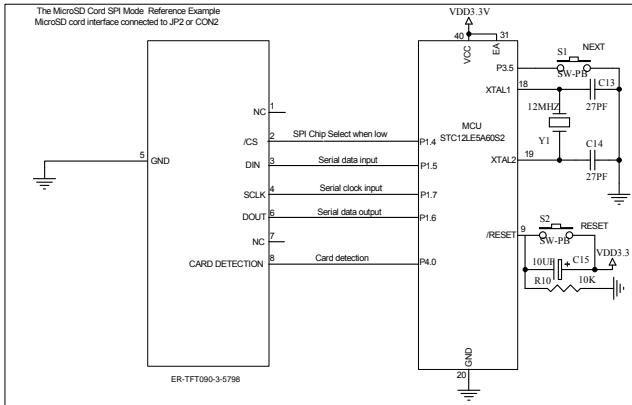 The MicroSD Cord SPI Mode Reference Example
MicroSD cord interface connected to JP2 or CON2
VDD3.3V
40
31
VCC
EA
S1
NEXT
P3.5
SW-PB
18
C13
XTAL1
12MHZ
27PF
Y1
C14
19
XTAL2
27PF
MCU
STC12LE5A60S2
1
NC
2
/CS
SPI Chip Select when low
P1.4
5
GND
3
DIN
Serial data input
P1.5
4
SCLK
Serial clock input
P1.7
6
DOUT
Serial data output
P1.6
7
NC
8
CARD DETECTION
Card detection
P4.0
9
/RESET
S2
RESET
SW-PB
VDD3.3
10UF
+
C15
R10
10K
GND
20
ER-TFT090-3-5798